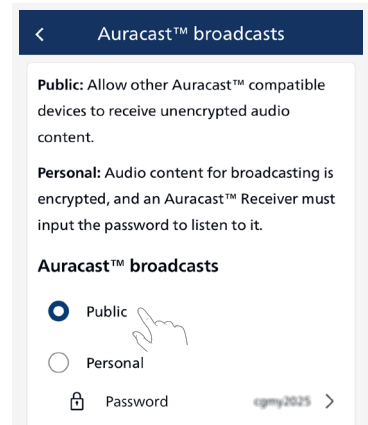 Auracast™ broadcasts
Public: Allow other Auracast™ compatible
devices to receive unencrypted audio
content.
Personal: Audio content for broadcasting is
encrypted, and an Auracast™ Receiver must
input the password to listen to it.
Auracast™ broadcasts
Public
Personal
Password